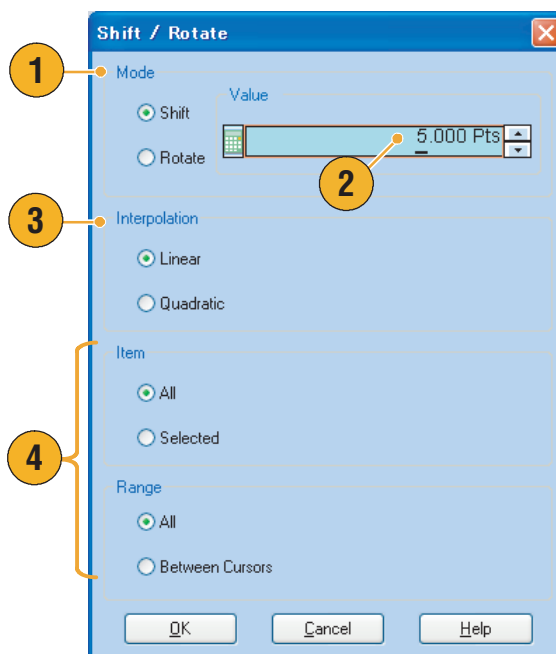 Shift / Rotate
1
Mode
Value
Shift
5.000 Pts
Rotate
2
3
Interpolation
Linear
Quadratic
Item
All
Selected
4
Range
All
Between Cursors
OK
Cancel
Help